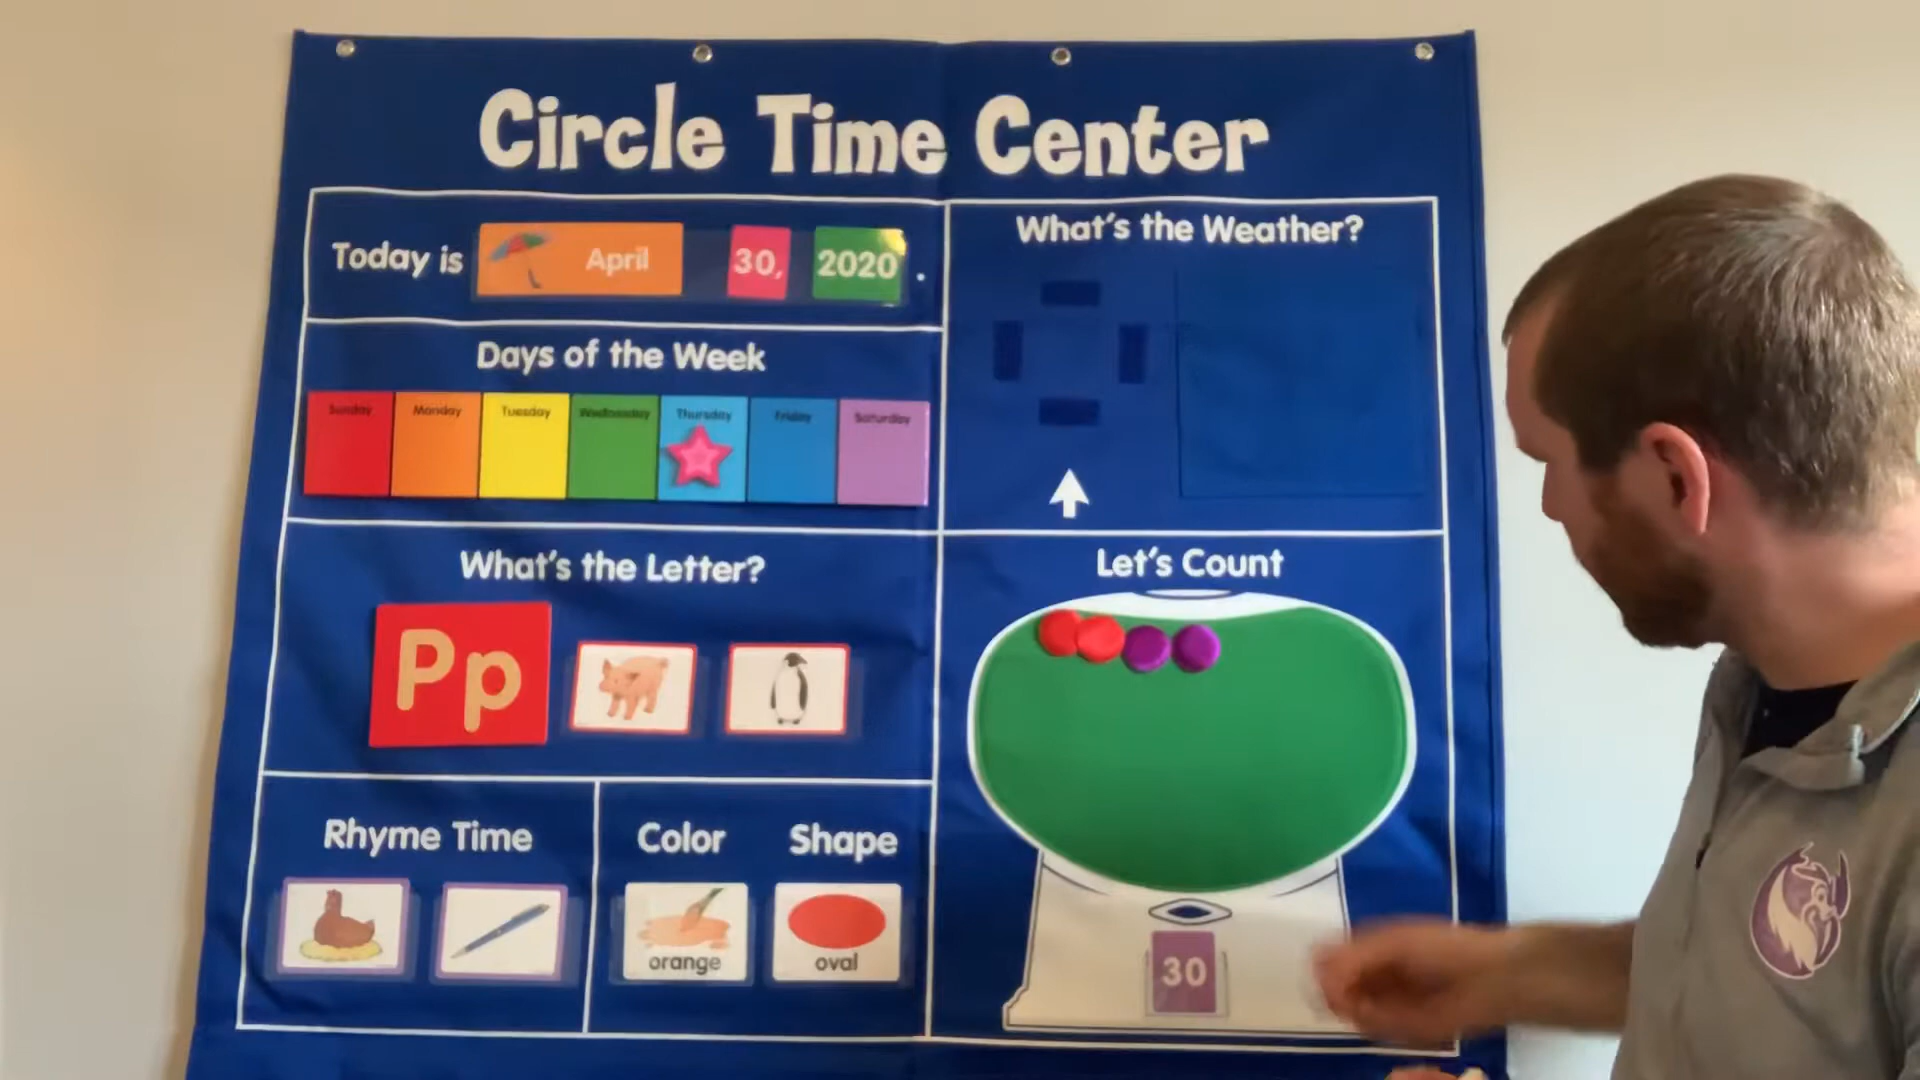 Circle Time Center
Today is April 30, 2020 .
Days of the Week
Sunday Monday Tuesday Wednesday Thursday Friday Saturday
What's the Letter?
Pp
Rhyme Time
Color Shape
orange oval
What's the Weather?
Let's Count
30